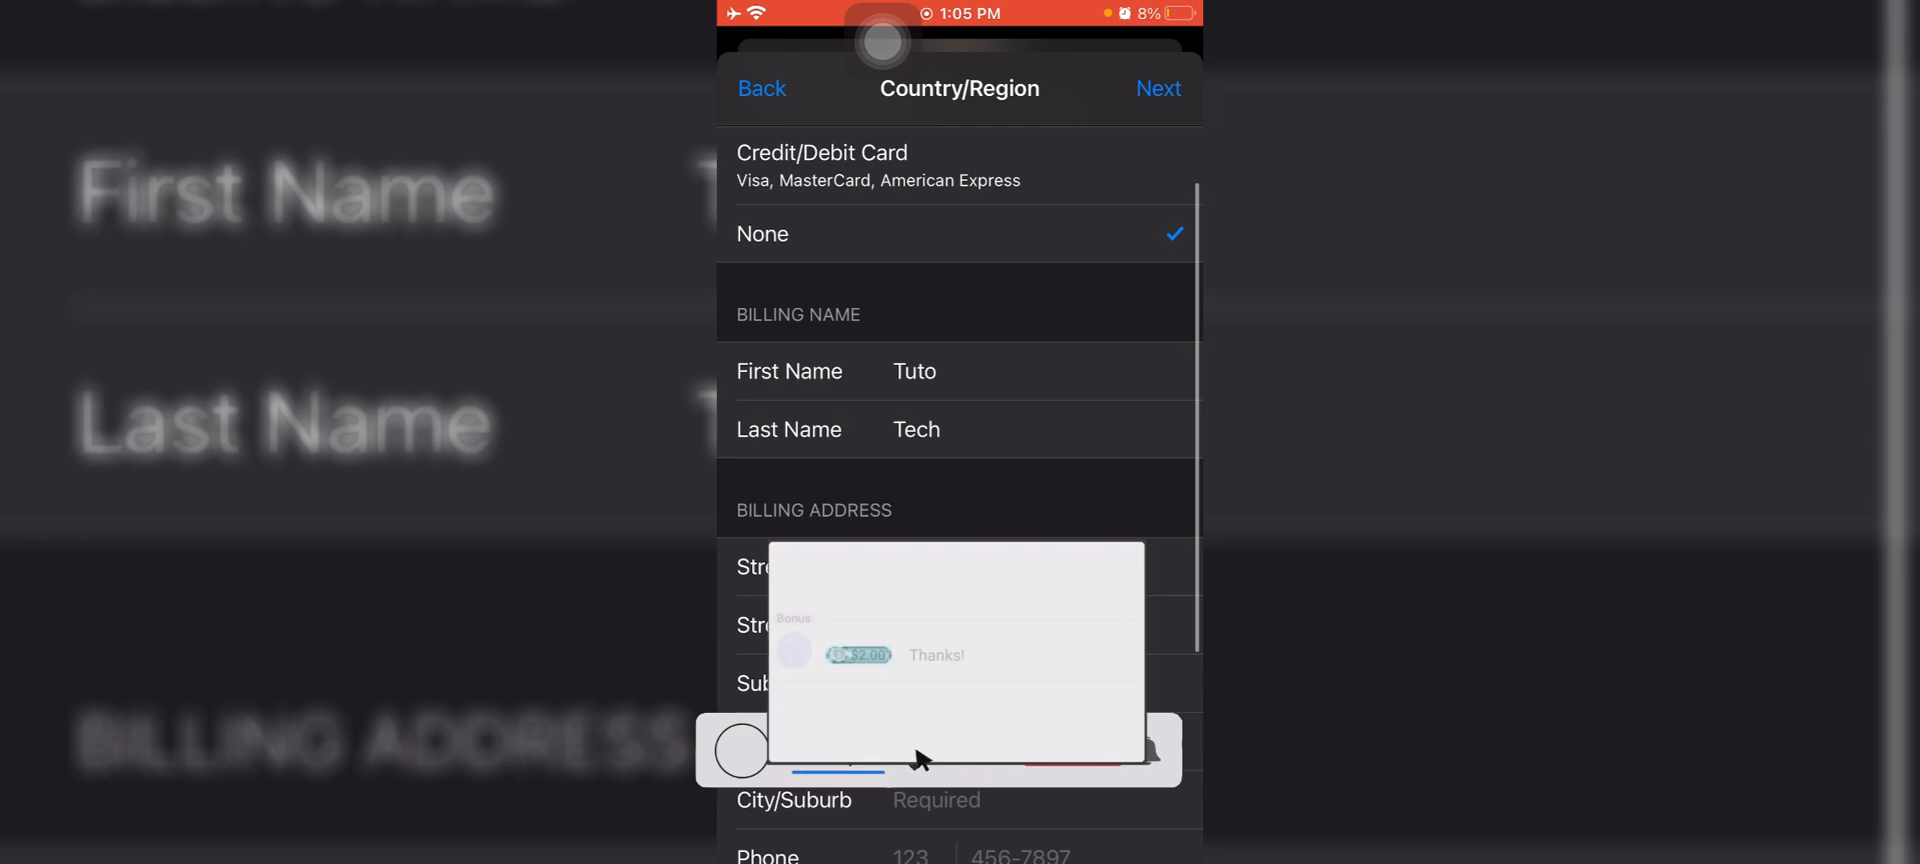 1:05 PM
8%
Back
Country/Region
Next
Credit/Debit Card
Visa, MasterCard, American Express
None
BILLING NAME
First Name Tuto
Last Name Tech
BILLING ADDRESS
Bonus
$2.00 Thanks!
City/Suburb Required
Phone 123 456-7897
First Name
Last Name
BILLING ADDRESS